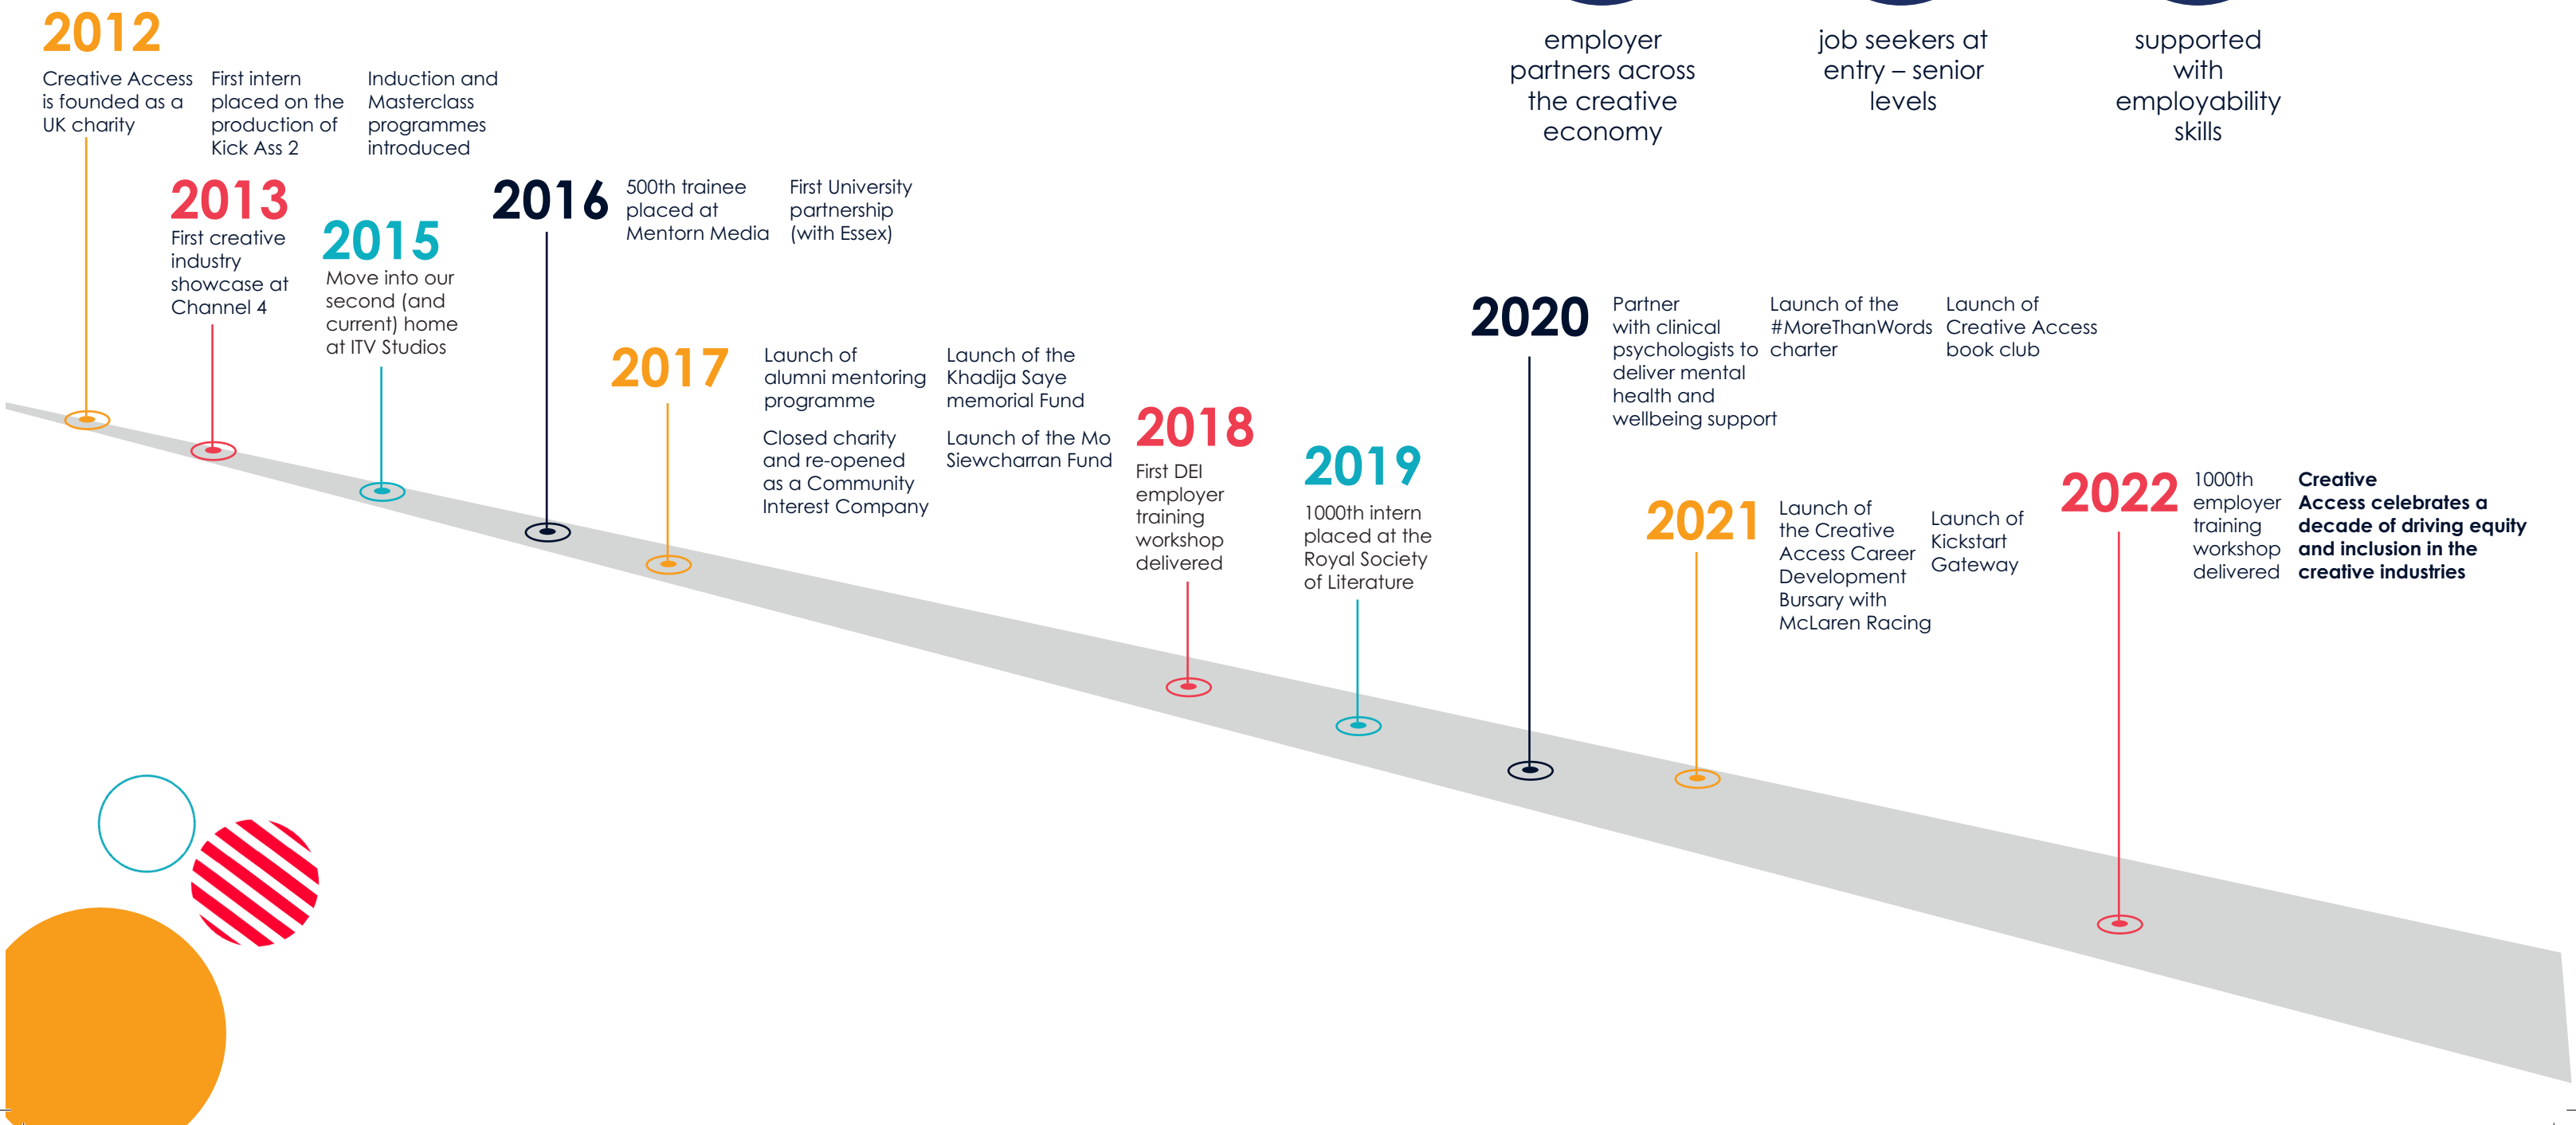 2012
Creative Access
is founded as a
UK charity
First intern
placed on the
production of
Kick Ass 2
Induction and
Masterclass
programmes
introduced
employer
partners across
the creative
economy
job seekers at
entry – senior
levels
supported
with
employability
skills
2013
First creative
industry
showcase at
Channel 4
2015
Move into our
second (and
current) home
at ITV Studios
2016
500th trainee
placed at
Mentorn Media
First University
partnership
(with Essex)
2017
Launch of
alumni mentoring
programme
Closed charity
and re-opened
as a Community
Interest Company
Launch of the
Khadija Saye
memorial Fund
Launch of the Mo
Siewcharran Fund
2018
First DEI
employer
training
workshop
delivered
2019
1000th intern
placed at the
Royal Society
of Literature
2020
Partner
with clinical
psychologists to
deliver mental
health and
wellbeing support
Launch of the
#MoreThanWords
charter
Launch of
Creative Access
book club
2021
Launch of
the Creative
Access Career
Development
Bursary with
McLaren Racing
Launch of
Kickstart
Gateway
2022
1000th
employer
training
workshop
delivered
Creative
Access celebrates a
decade of driving equity
and inclusion in the
creative industries